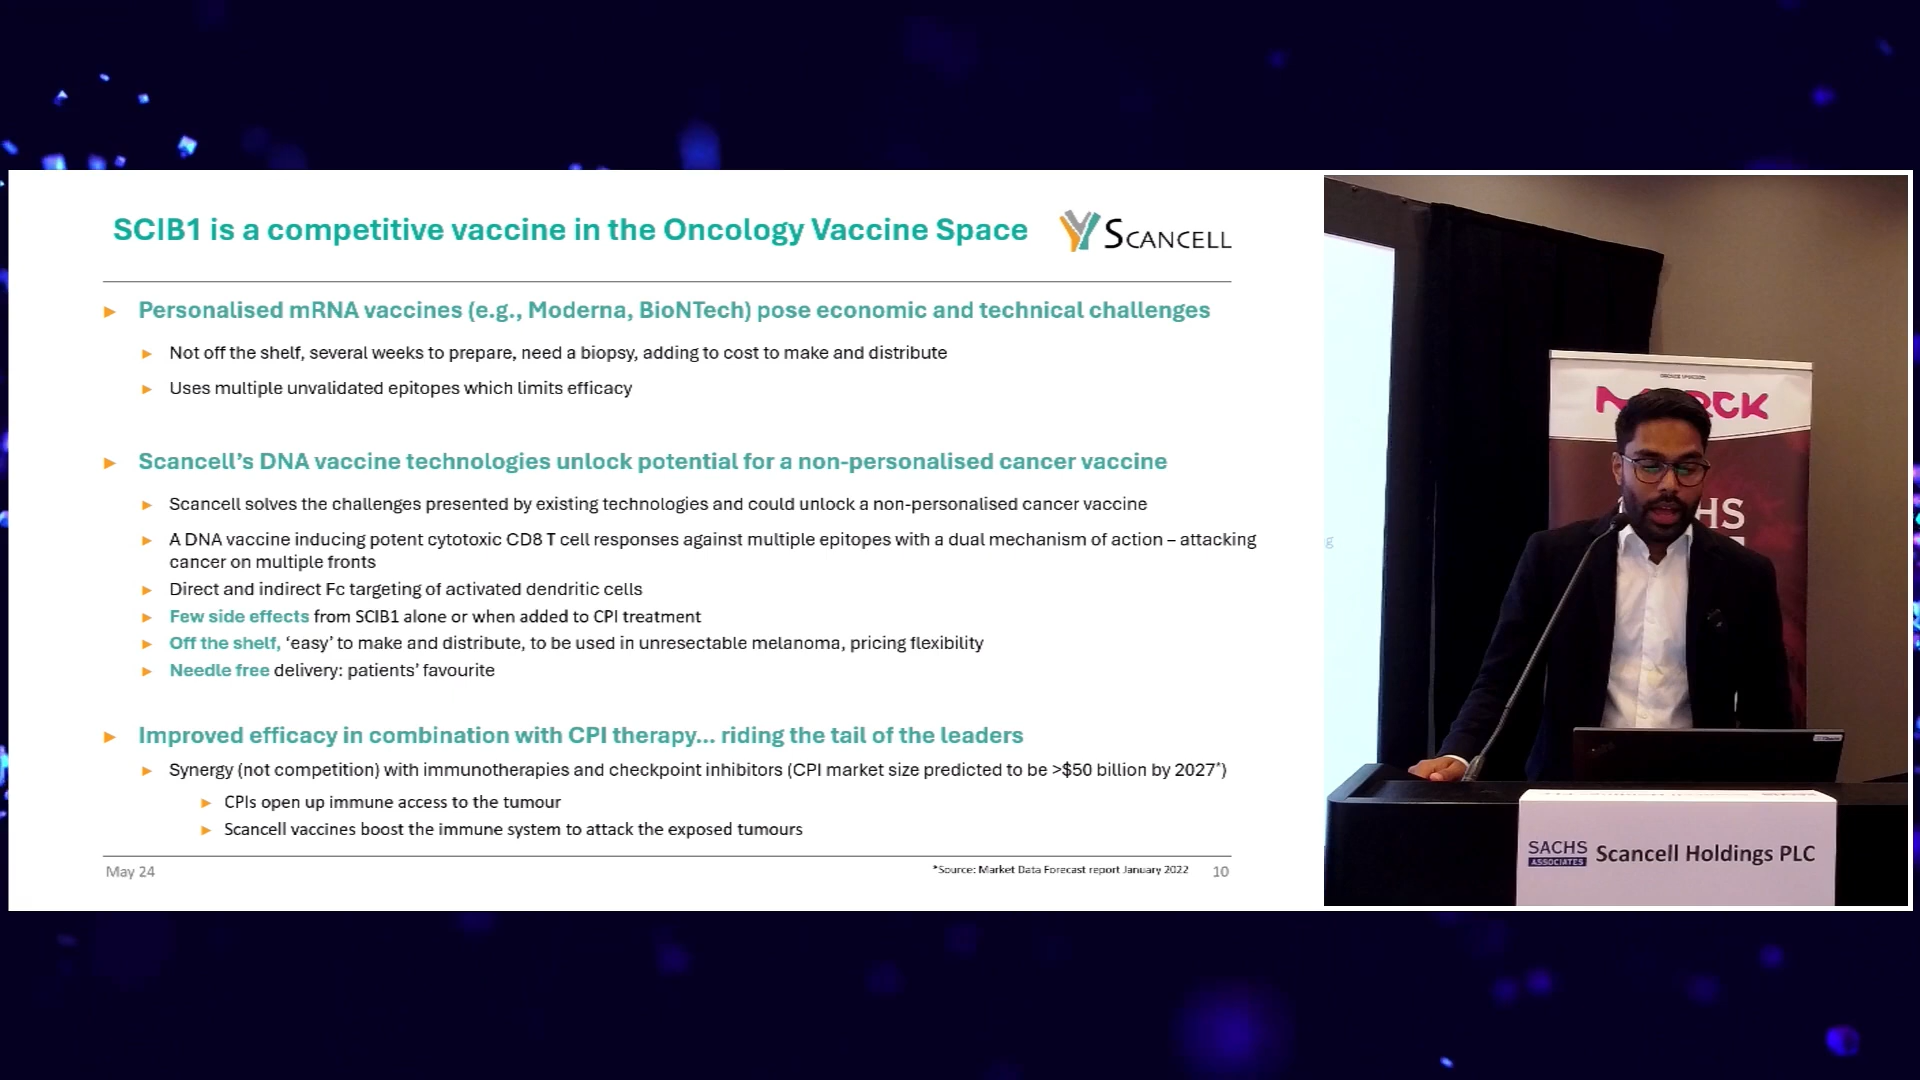 SCIB1 is a competitive vaccine in the Oncology Vaccine Space
SCANCELL
Personalised mRNA vaccines (e.g., Moderna, BioNTech) pose economic and technical challenges
Not off the shelf, several weeks to prepare, need a biopsy, adding to cost to make and distribute
Uses multiple unvalidated epitopes which limits efficacy
Scancell's DNA vaccine technologies unlock potential for a non-personalised cancer vaccine
Scancell solves the challenges presented by existing technologies and could unlock a non-personalised cancer vaccine
A DNA vaccine inducing potent cytotoxic CD8 T cell responses against multiple epitopes with a dual mechanism of action – attacking
cancer on multiple fronts
Direct and indirect Fc targeting of activated dendritic cells
Few side effects from SCIB1 alone or when added to CPI treatment
Off the shelf, ‘easy’ to make and distribute, to be used in unresectable melanoma, pricing flexibility
Needle free delivery: patients’ favourite
Improved efficacy in combination with CPI therapy... riding the tail of the leaders
Synergy (not competition) with immunotherapies and checkpoint inhibitors (CPI market size predicted to be >$50 billion by 2027*)
CPIs open up immune access to the tumour
Scancell vaccines boost the immune system to attack the exposed tumours
May 24
*Source: Market Data Forecast report January 2022
10
SACHS
ASSOCIATES
Scancell Holdings PLC